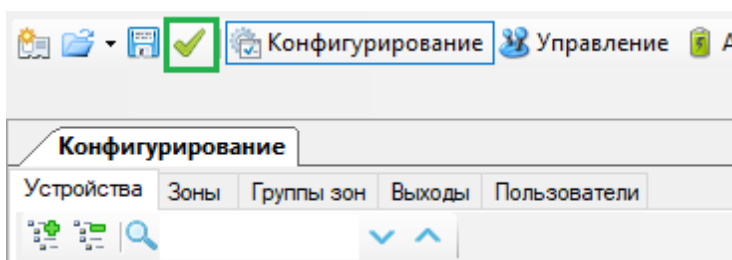 Конфигурирование Управление А
Конфигурирование
Устройства Зоны Группы зон Выходы Пользователи